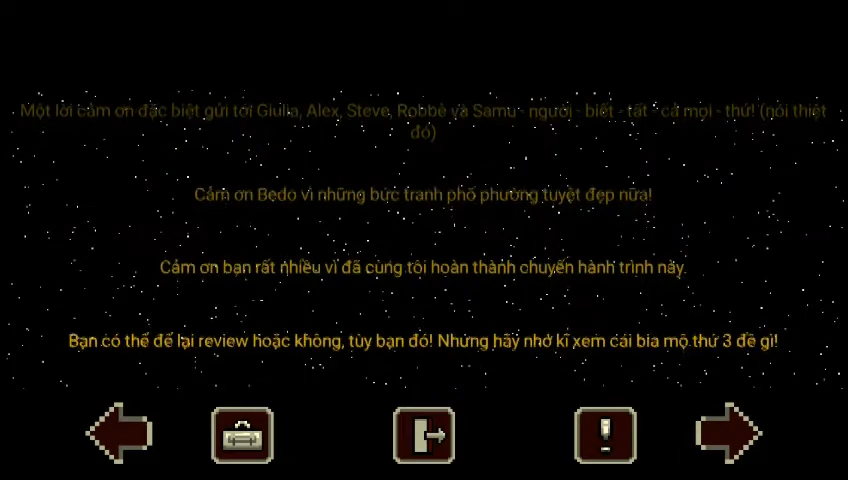 Một lời cảm ơn đặc biệt gửi tới Giulia, Alex, Steve, Robbè và Samu - người - biết - tất - cả mọi - thứ! (nói thiệt
đó)
Cảm ơn Bedo vì những bức tranh phố phường tuyệt đẹp nữa!
Cảm ơn bạn rất nhiều vì đã cùng tôi hoàn thành chuyến hành trình này.
Bạn có thể để lại review hoặc không, tùy bạn đó! Nhưng hãy nhớ kĩ xem cái bia mộ thứ 3 đề gì!